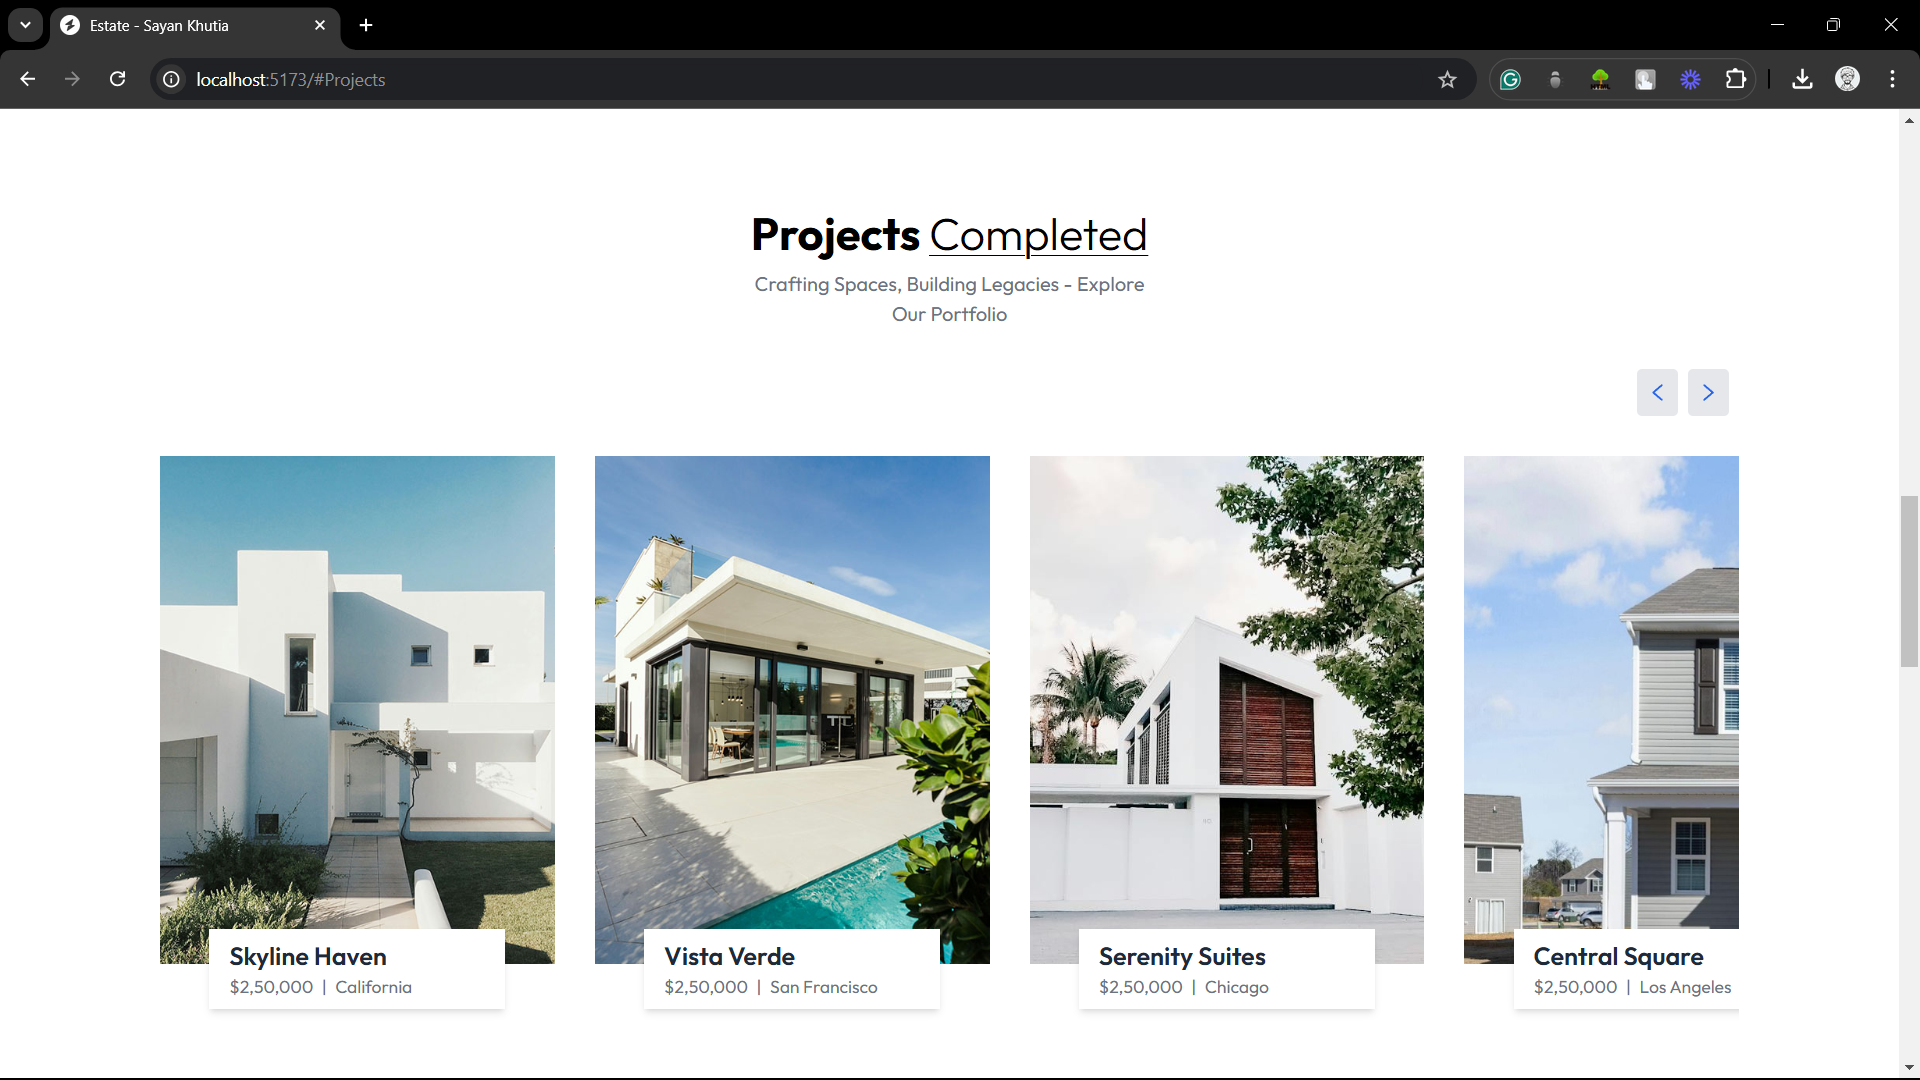 Estate - Sayan Khutia
localhost:5173/#Projects
Projects Completed
Crafting Spaces, Building Legacies - Explore
Our Portfolio
Skyline Haven
$2,50,000 | California
Vista Verde
$2,50,000 | San Francisco
Serenity Suites
$2,50,000 | Chicago
Central Square
$2,50,000 | Los Angeles